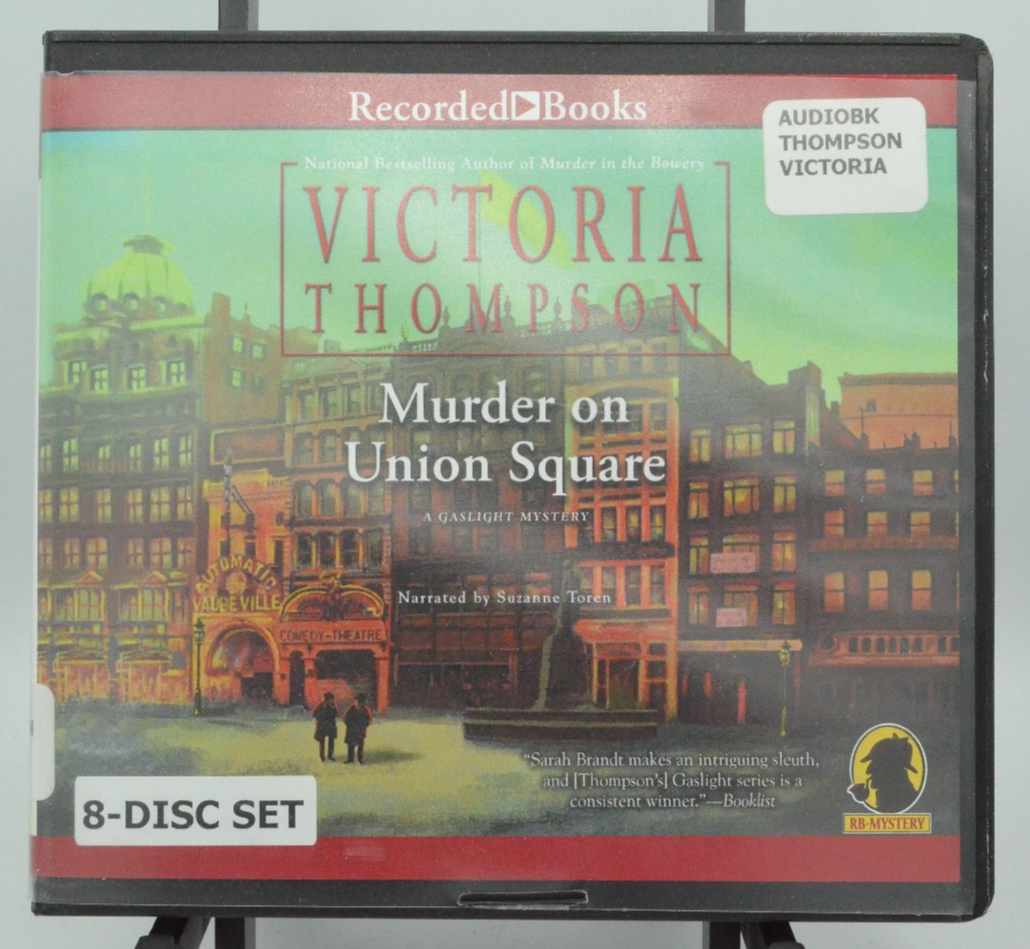 Recorded Books
AUDIOBK
THOMPSON
VICTORIA
National Bestselling Author of Murder in the Bowery
VICTORIA
THOMPSON
Murder on
Union Square
A GASLIGHT MYSTERY
AUTOMATIC
VAUDEVILLE
COMEDY-THEATRE
Narrated by Suzanne Toren
"Sarah Brandt makes an intriguing sleuth,
and [Thompson's] Gaslight series is a
consistent winner."—Booklist
8-DISC SET
RB-MYSTERY